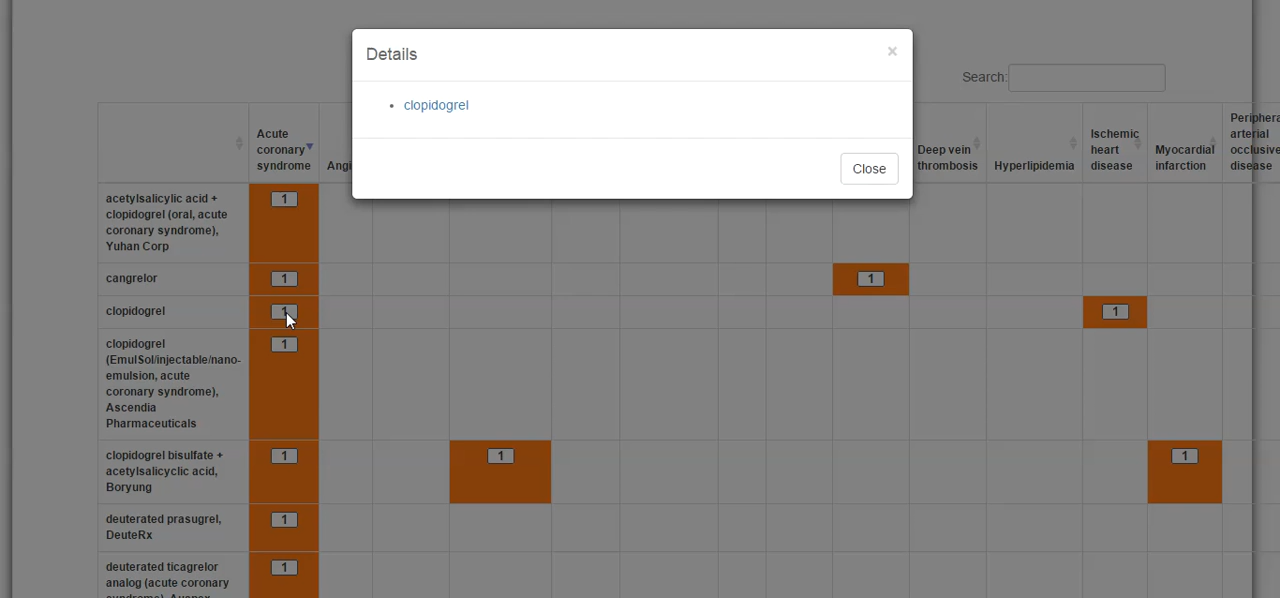 Details
×
• clopidogrel
Close
Search:
Acute
coronary
syndrome
Angi
Deep vein
thrombosis
Hyperlipidemia
Ischemic
heart
disease
Myocardial
infarction
Periphera
arterial
occlusive
disease
acetylsalicylic acid +
clopidogrel (oral, acute
coronary syndrome),
Yuhan Corp
1
cangrelor
1
1
clopidogrel
1
1
clopidogrel
(EmulSol/injectable/nano-
emulsion, acute
coronary syndrome),
Ascendia
Pharmaceuticals
1
clopidogrel bisulfate +
acetylsalicyclic acid,
Boryung
1
1
1
deuterated prasugrel,
DeuteRx
1
deuterated ticagrelor
analog (acute coronary
1